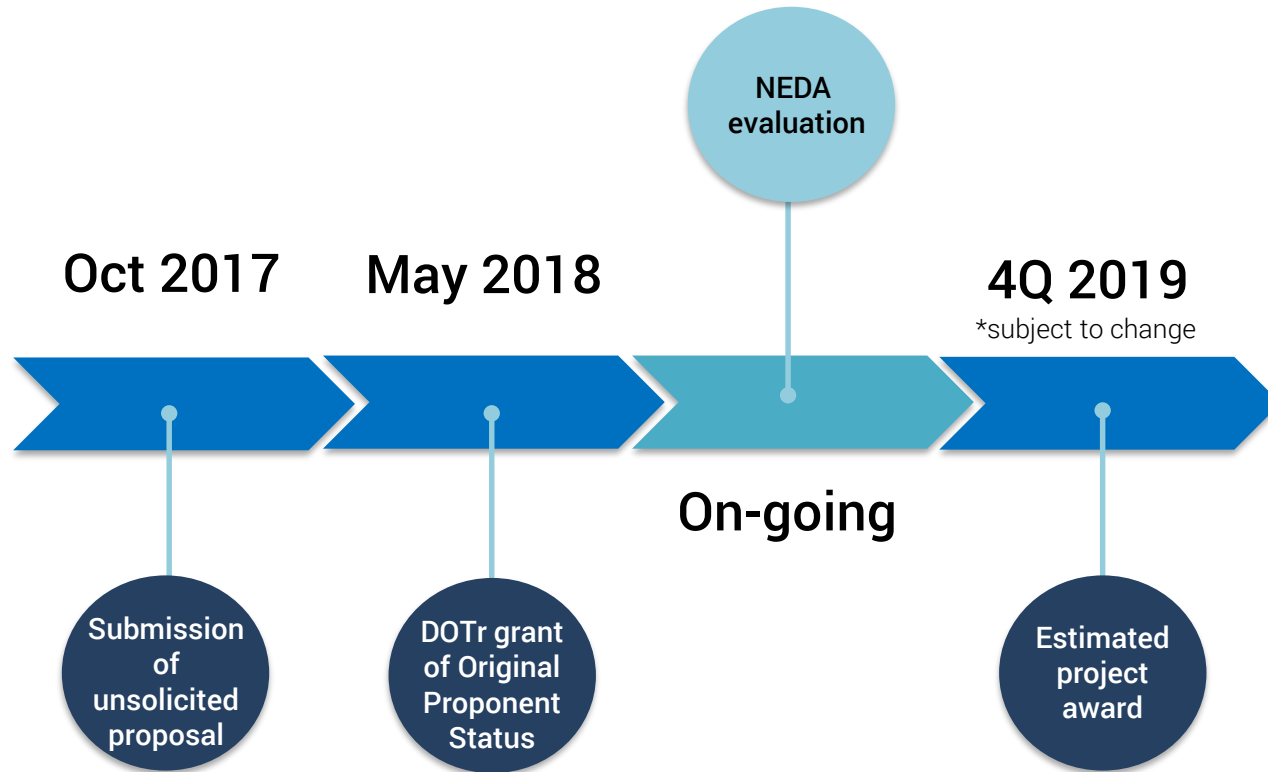 NEDA
evaluation
Oct 2017
May 2018
4Q 2019
*subject to change
On-going
Submission
of
unsolicited
proposal
DOTr grant
of Original
Proponent
Status
Estimated
project
award